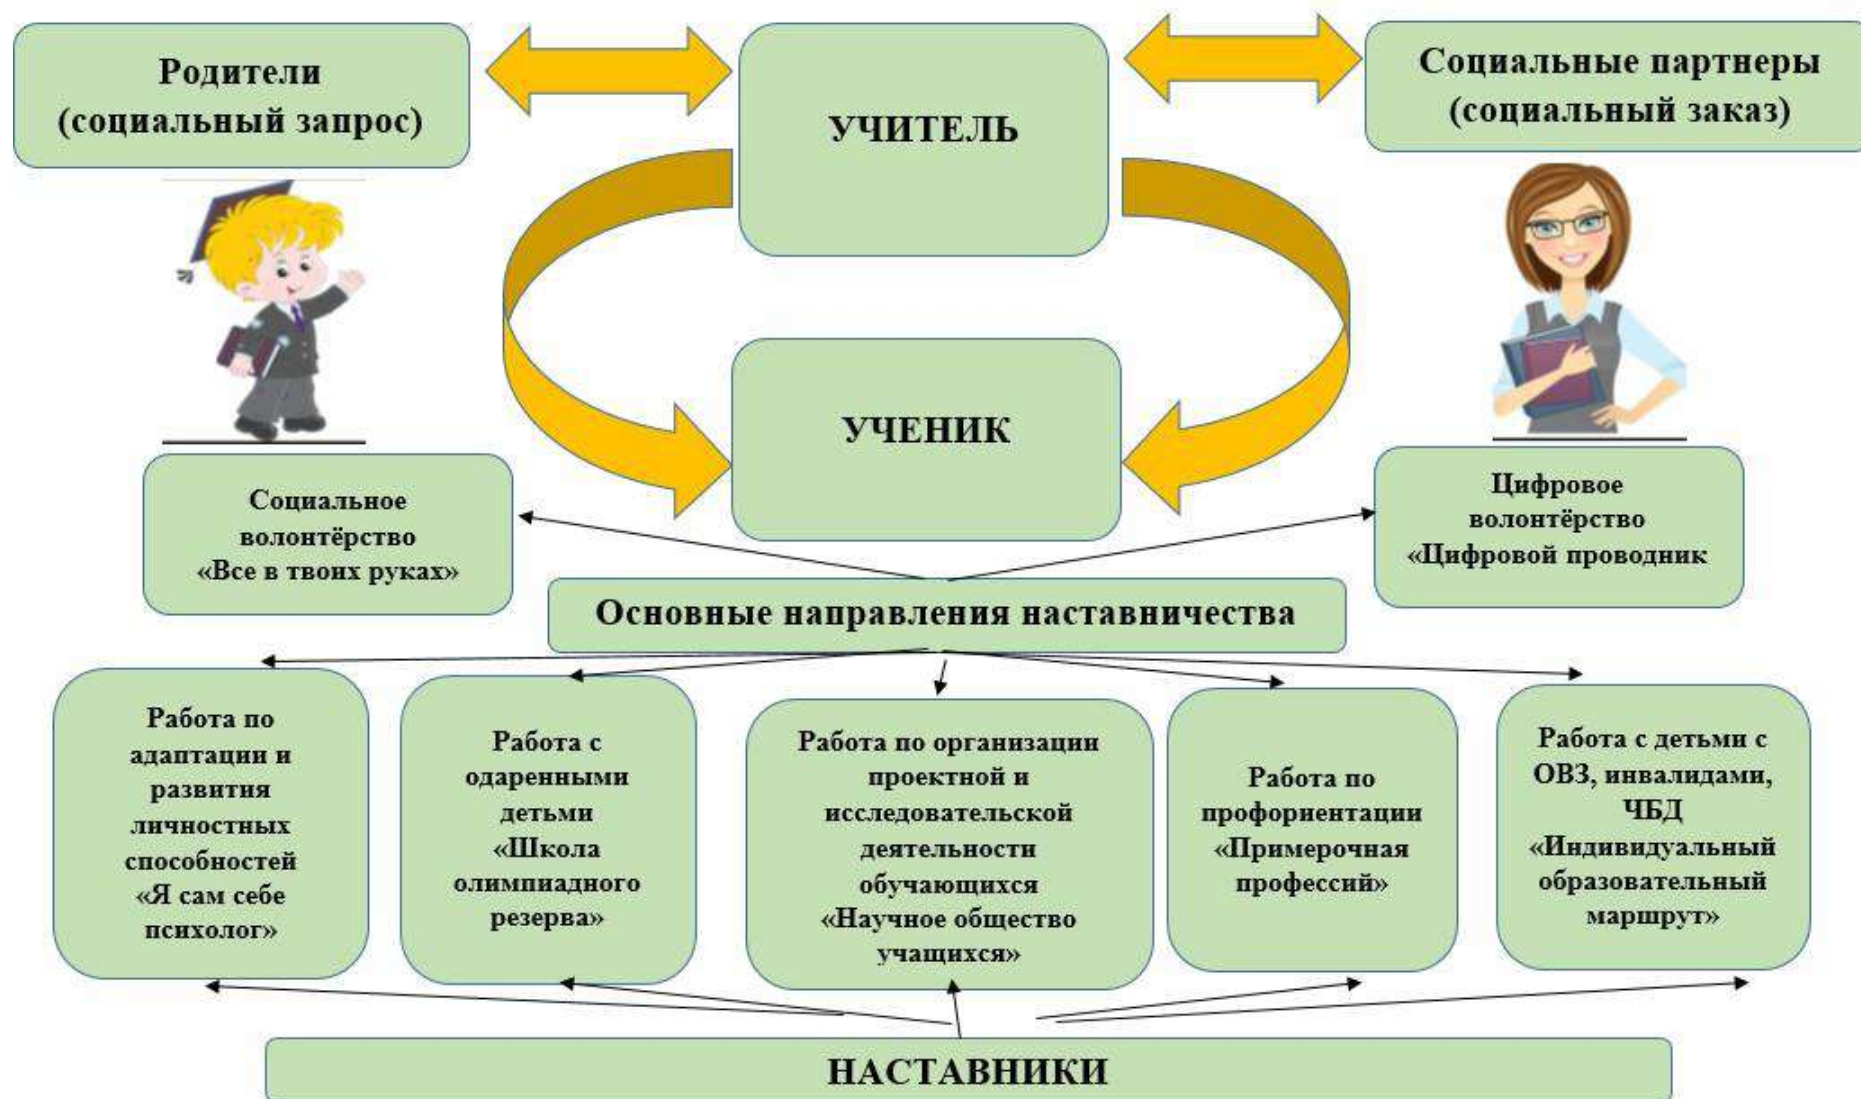 Родители
(социальный запрос)
УЧИТЕЛЬ
Социальные партнеры
(социальный заказ)
УЧЕНИК
Социальное
волонтёрство
«Все в твоих руках»
Цифровое
волонтёрство
«Цифровой проводник
Основные направления наставничества
Работа по
адаптации и
развития
личностных
способностей
«Я сам себе
психолог»
Работа с
одаренными
детьми
«Школа
олимпиадного
резерва»
Работа по организации
проектной и
исследовательской
деятельности
обучающихся
«Научное общество
учащихся»
Работа по
профориентации
«Примерочная
профессий»
Работа с детьми с
ОВЗ, инвалидами,
ЧБД
«Индивидуальный
образовательный
маршрут»
НАСТАВНИКИ